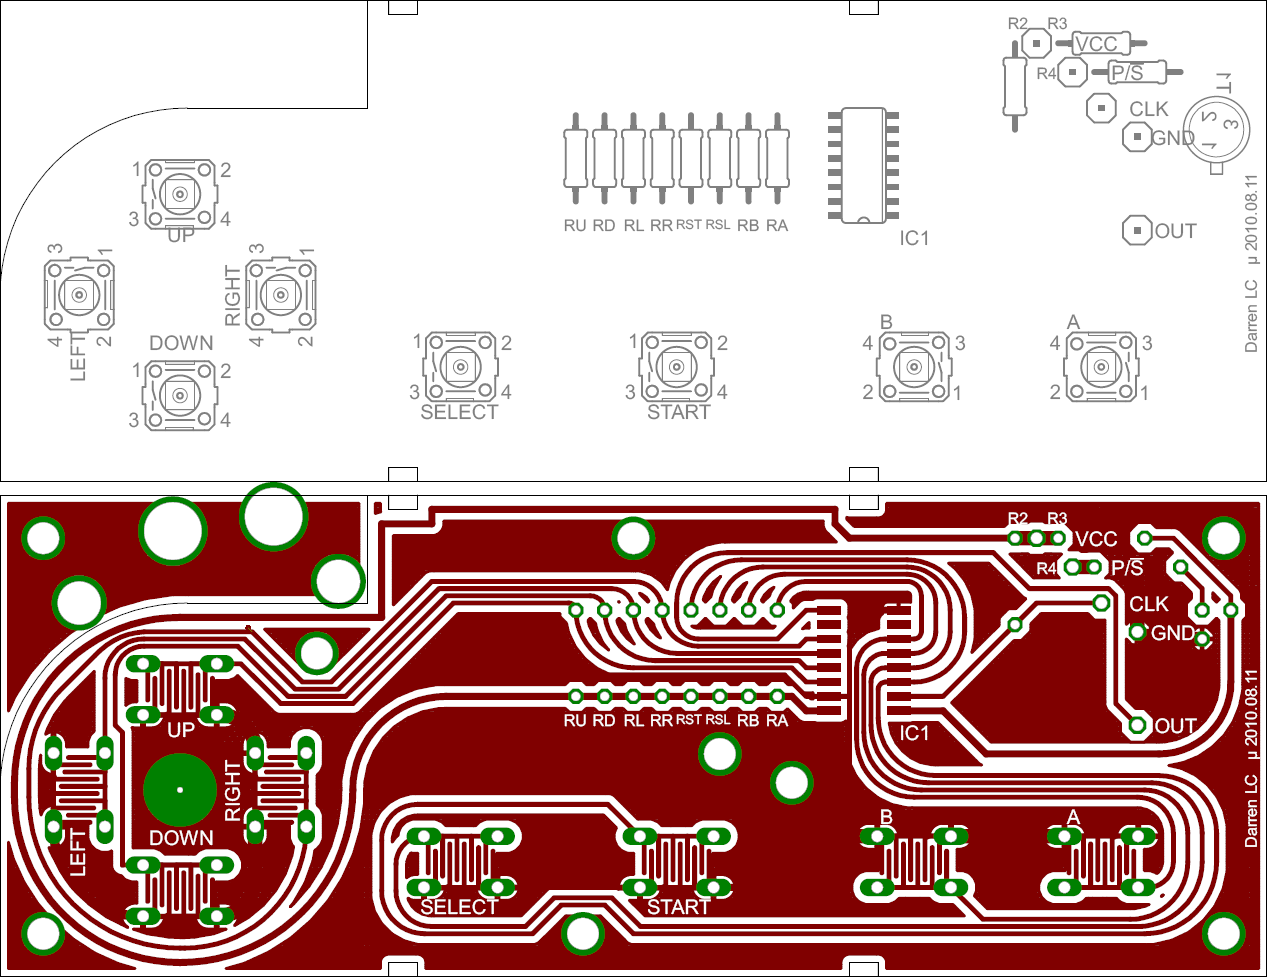 R2 R3
VCC
R4 P/S
CLK
GND
1T
1 2 3
OUT
Darren LC µ 2010.08.11
RU RD RL RR RST RSL RB RA
IC1
1 2
3 4
UP
3 1
4 2
LEFT
3 1
4 2
RIGHT
DOWN
1 2
3 4
1 2
3 4
SELECT
1 2
3 4
START
B
4 3
2 1
A
4 3
2 1
R2 R3
VCC
R4 P/S
CLK
GND
OUT
Darren LC µ 2010.08.11
RU RD RL RR RST RSL RB RA
IC1
UP
LEFT
RIGHT
DOWN
SELECT
START
B
A